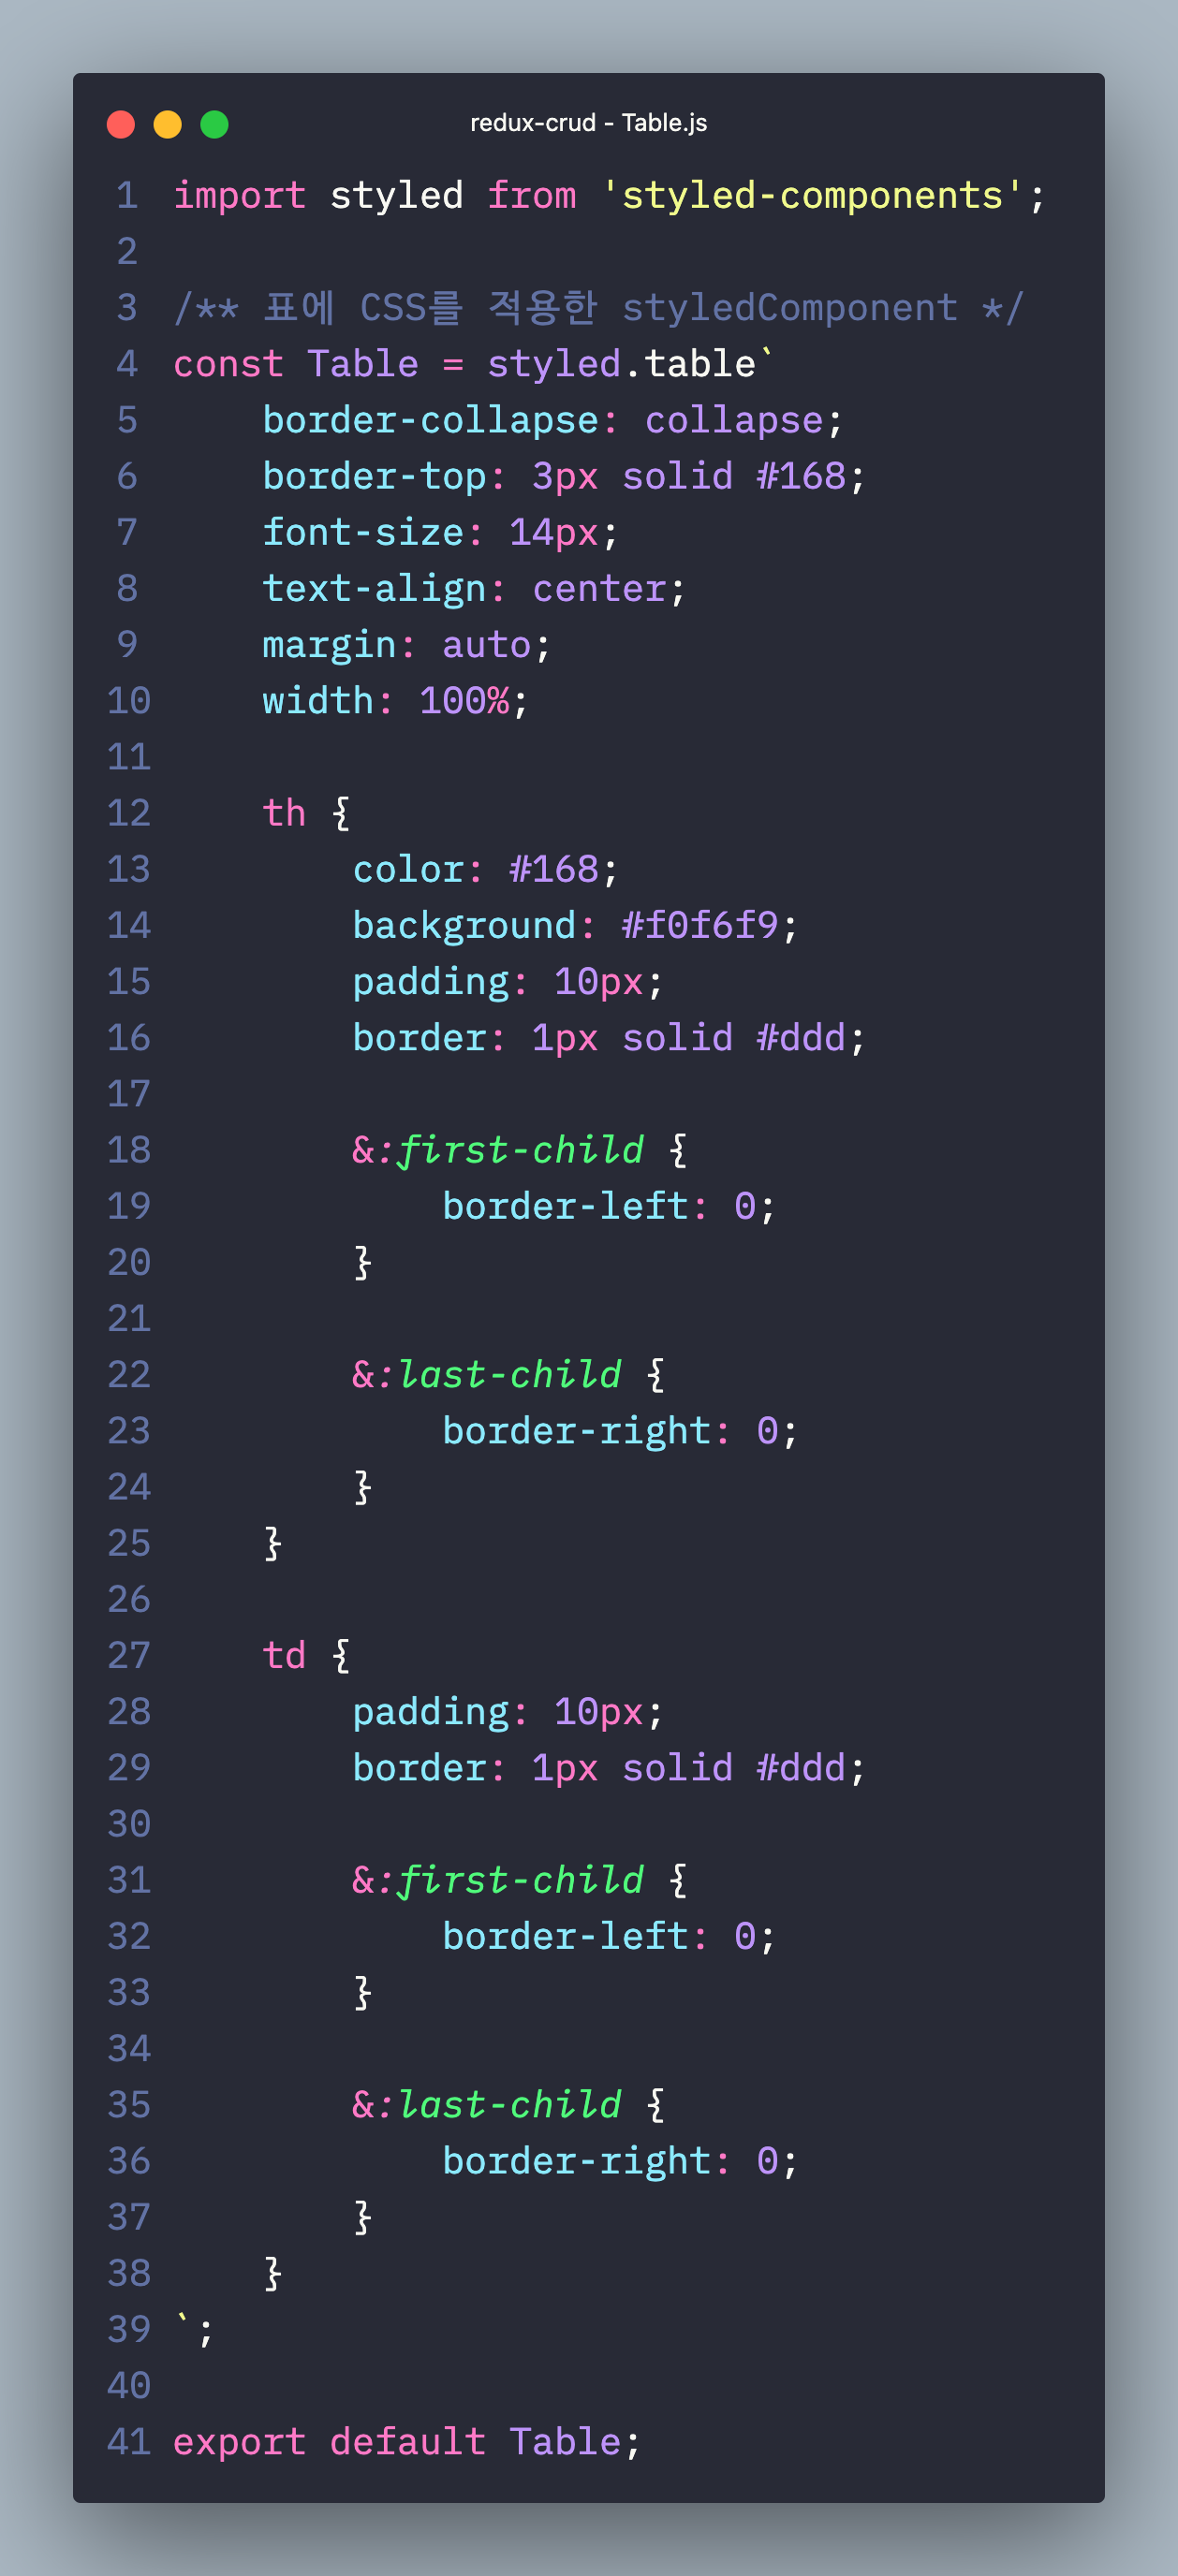 redux-crud - Table.js
1 import styled from 'styled-components';
2
3 /** 표에 CSS를 적용한 styledComponent */
4 const Table = styled.table`
5     border-collapse: collapse;
6     border-top: 3px solid #168;
7     font-size: 14px;
8     text-align: center;
9     margin: auto;
10     width: 100%;
11
12     th {
13         color: #168;
14         background: #f0f6f9;
15         padding: 10px;
16         border: 1px solid #ddd;
17
18         &:first-child {
19             border-left: 0;
20         }
21
22         &:last-child {
23             border-right: 0;
24         }
25     }
26
27     td {
28         padding: 10px;
29         border: 1px solid #ddd;
30
31         &:first-child {
32             border-left: 0;
33         }
34
35         &:last-child {
36             border-right: 0;
37         }
38     }
39 `;
40
41 export default Table;